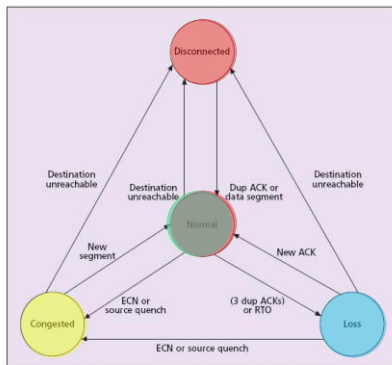 Disconnected
Destination
unreachable
Destination
unreachable
Dup ACK or
data segment
Destination
unreachable
Normal
New
segment
New ACK
ECN or
source quench
(3 dup ACKs)
or RTO
Congested
Loss
ECN or source quench